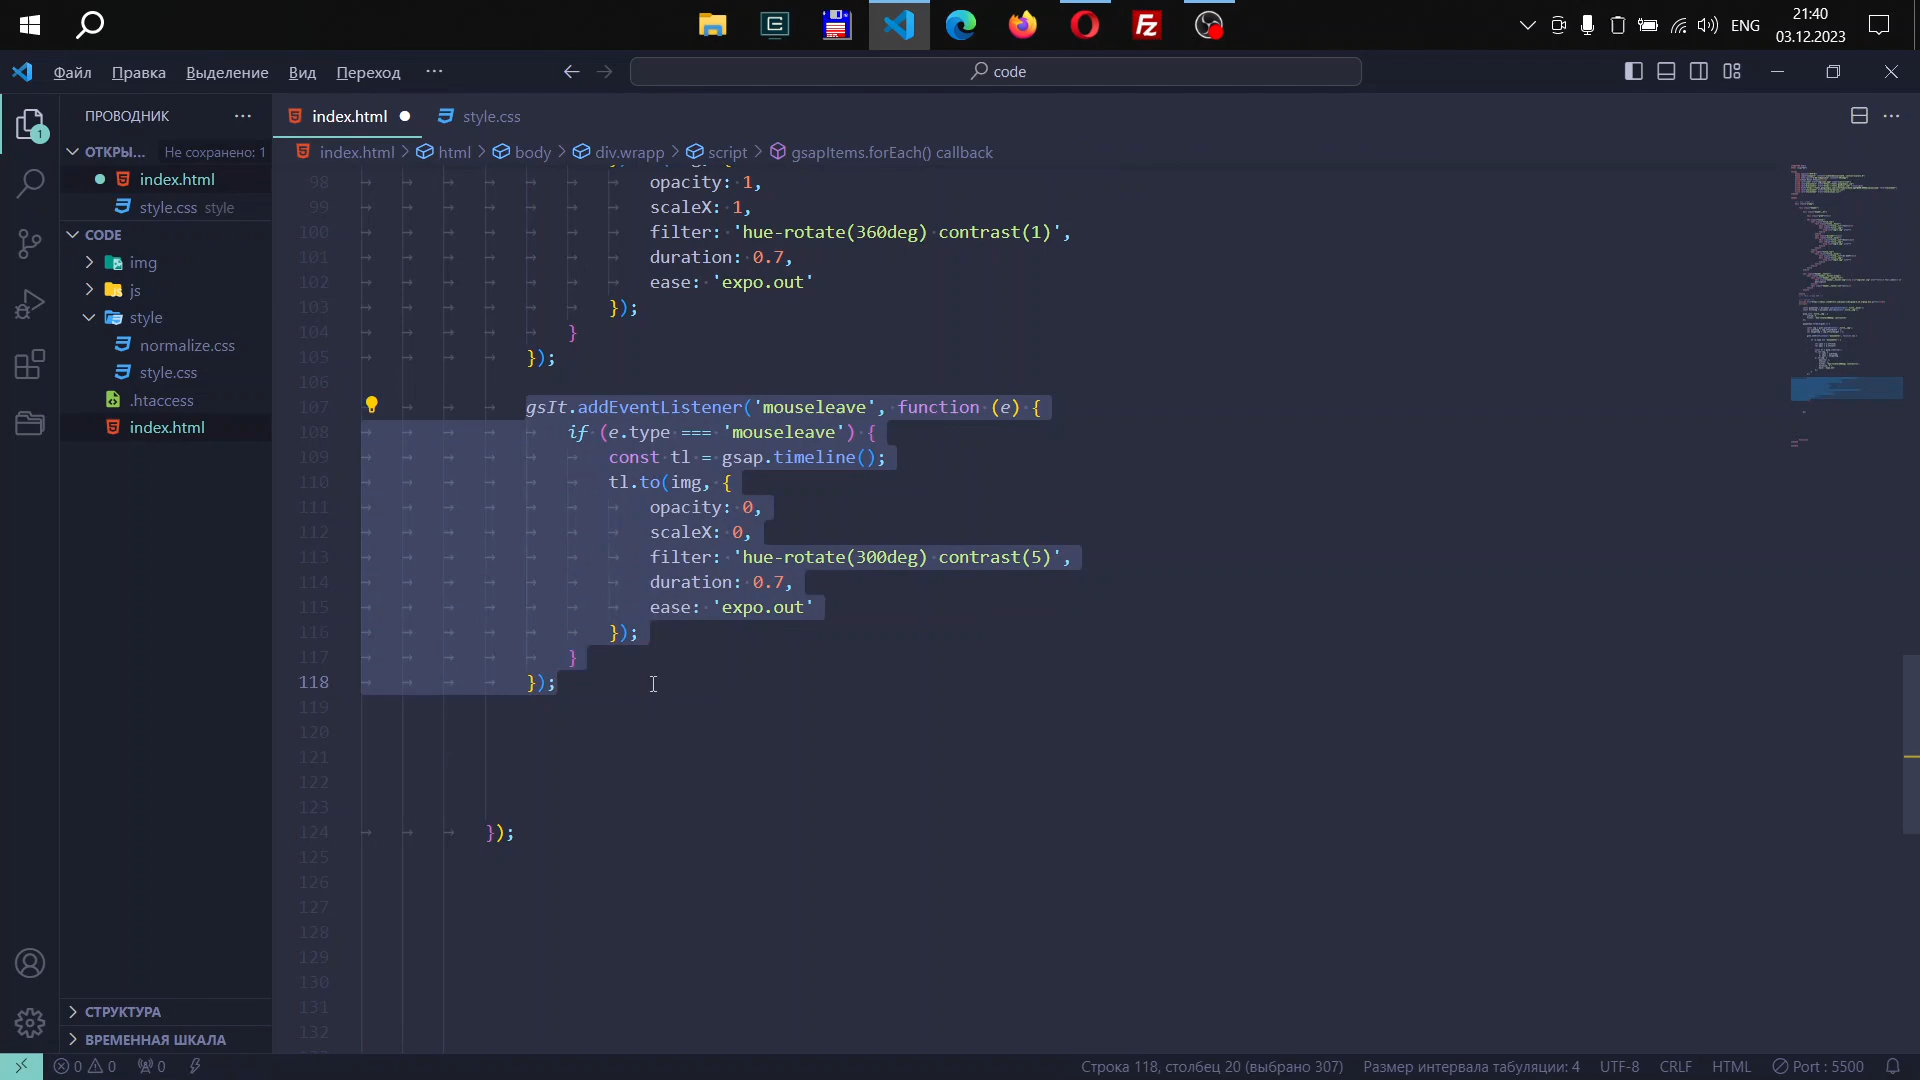 ENG
21:40
03.12.2023
Файл Правка Выделение Вид Переход ···
code
ПРОВОДНИК ···
index.html
style.css
index.html > html > body > div.wrapp > script > gsapItems.forEach() callback
ОТКРЫ... Не сохранено: 1
index.html
style.css style
CODE
img
js
style
normalize.css
style.css
.htaccess
index.html
СТРУКТУРА
ВРЕМЕННАЯ ШКАЛА
98 opacity: 1,
99 scaleX: 1,
100 filter: 'hue-rotate(360deg) contrast(1)',
101 duration: 0.7,
102 ease: 'expo.out'
103 });
104 }
105 });
106
107 gsIt.addEventListener('mouseleave', function (e) {
108 if (e.type === 'mouseleave') {
109 const tl = gsap.timeline();
110 tl.to(img, {
111 opacity: 0,
112 scaleX: 0,
113 filter: 'hue-rotate(300deg) contrast(5)',
114 duration: 0.7,
115 ease: 'expo.out'
116 });
117 }
118 });
119
120
121
122
123
124 });
125
126
127
128
129
130
131
132
0 0 0
Строка 118, столбец 20 (выбрано 307) Размер интервала табуляции: 4 UTF-8 CRLF HTML Port : 5500